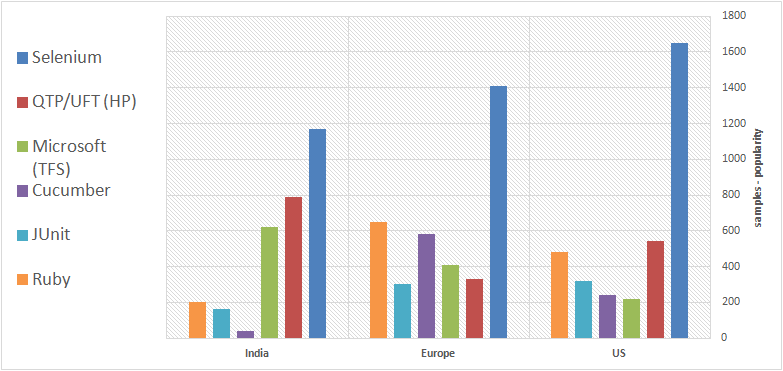 Selenium
QTP/UFT (HP)
Microsoft
(TFS)
Cucumber
JUnit
Ruby
1800
1600
1400
1200
1000
800
600
400
200
0
samples - popularity
India
Europe
US